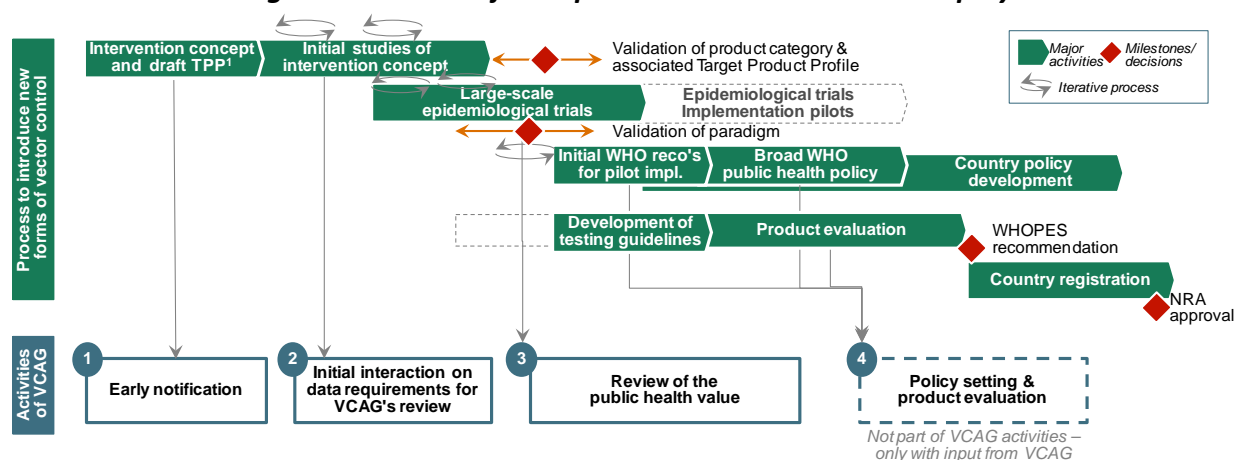 Process to introduce new
forms of vector control
Intervention concept
and draft TPP¹
Initial studies of
intervention concept
Validation of product category &
associated Target Product Profile
Major
activities
Milestones/
decisions
Iterative process
Large-scale
epidemiological trials
Epidemiological trials
Implementation pilots
Validation of paradigm
Initial WHO reco's
for pilot impl.
Broad WHO
public health policy
Country policy
development
Development of
testing guidelines
Product evaluation
WHOPES
recommendation
Country registration
NRA
approval
Activities
of VCAG
1
Early notification
2
Initial interaction on
data requirements for
VCAG's review
3
Review of the
public health value
4
Policy setting &
product evaluation
Not part of VCAG activities –
only with input from VCAG